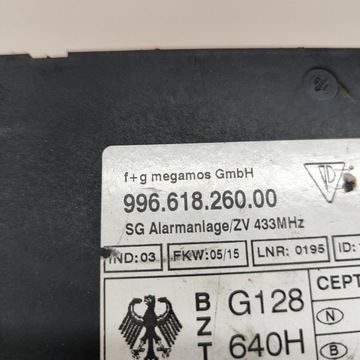 f+g megamos GmbH
996.618.260.00
SG Alarmanlage/ZV 433MHz
IND: 03 FKW: 05/15 LNR: 0195 ID:
CEPT
B G128
Z N
T 640H B